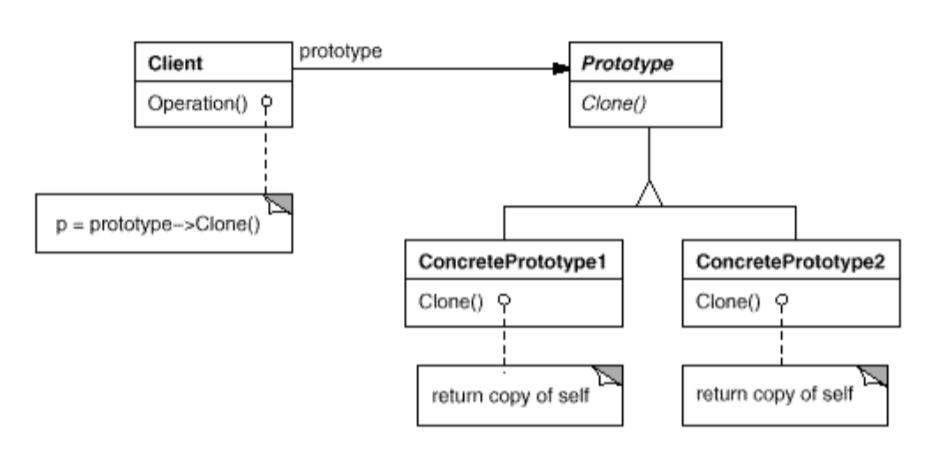 prototype
Client
Prototype
Operation()
Clone()
p = prototype->Clone()
ConcretePrototype1
ConcretePrototype2
Clone()
Clone()
return copy of self
return copy of self